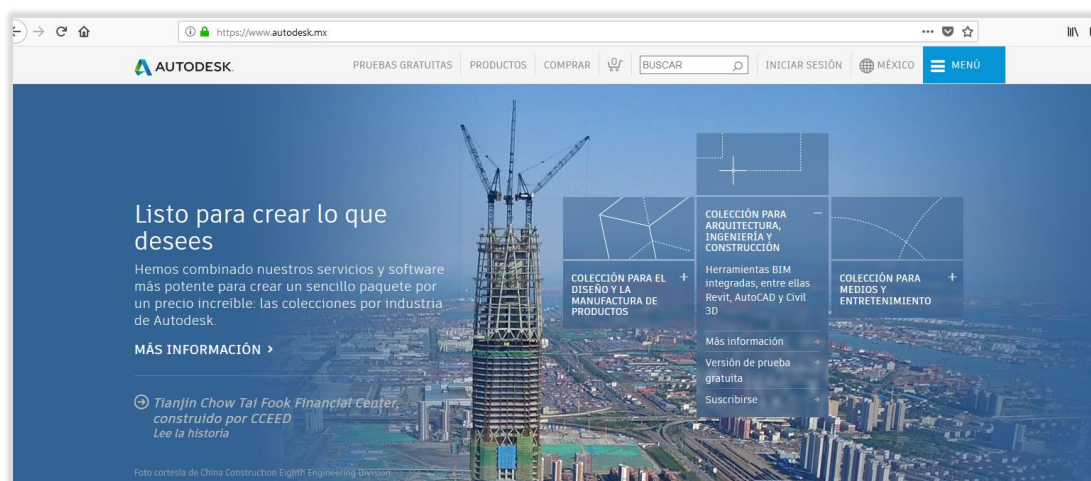 https://www.autodesk.mx
AUTODESK.
PRUEBAS GRATUITAS
PRODUCTOS
COMPRAR
0
BUSCAR
INICIAR SESIÓN
MÉXICO
MENÚ
Listo para crear lo que
desees
Hemos combinado nuestros servicios y software
más potente para crear un sencillo paquete por
un precio increíble: las colecciones por industria
de Autodesk.
MÁS INFORMACIÓN >
Tianjin Chow Tai Fook Financial Center,
construido por CCEED
Lee la historia
Foto cortesía de China Construction Eighth Engineering Division
COLECCIÓN PARA EL
DISEÑO Y LA
MANUFACTURA DE
PRODUCTOS
COLECCIÓN PARA
ARQUITECTURA,
INGENIERÍA Y
CONSTRUCCIÓN
Herramientas BIM
integradas, entre ellas
Revit, AutoCAD y Civil
3D
Más información
Versión de prueba
gratuita
Suscribirse
COLECCIÓN PARA
MEDIOS Y
ENTRETENIMIENTO